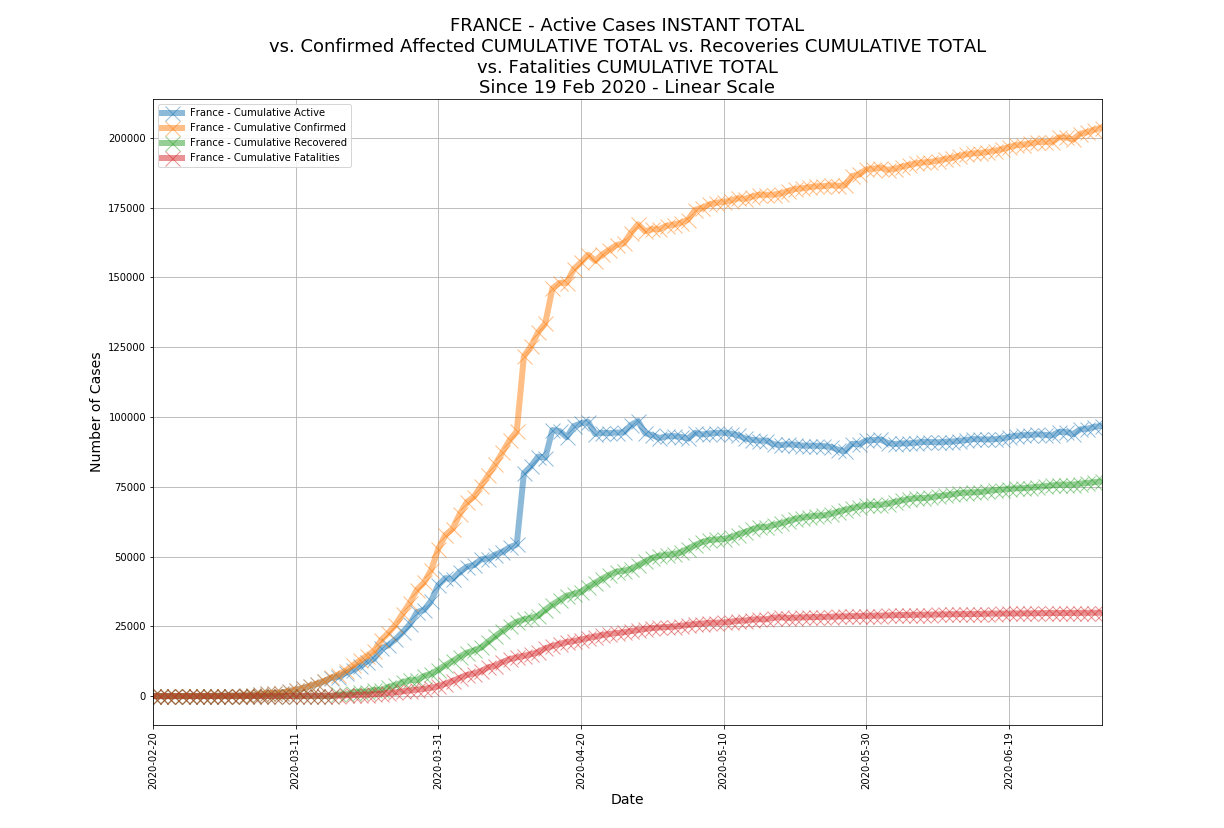 FRANCE - Active Cases INSTANT TOTAL
vs. Confirmed Affected CUMULATIVE TOTAL vs. Recoveries CUMULATIVE TOTAL
vs. Fatalities CUMULATIVE TOTAL
Since 19 Feb 2020 - Linear Scale
France - Cumulative Active
France - Cumulative Confirmed
France - Cumulative Recovered
France - Cumulative Fatalities
Number of Cases
200000
175000
150000
125000
100000
75000
50000
25000
0
2020-02-20
2020-03-11
2020-03-31
2020-04-20
2020-05-10
2020-05-30
2020-06-19
Date